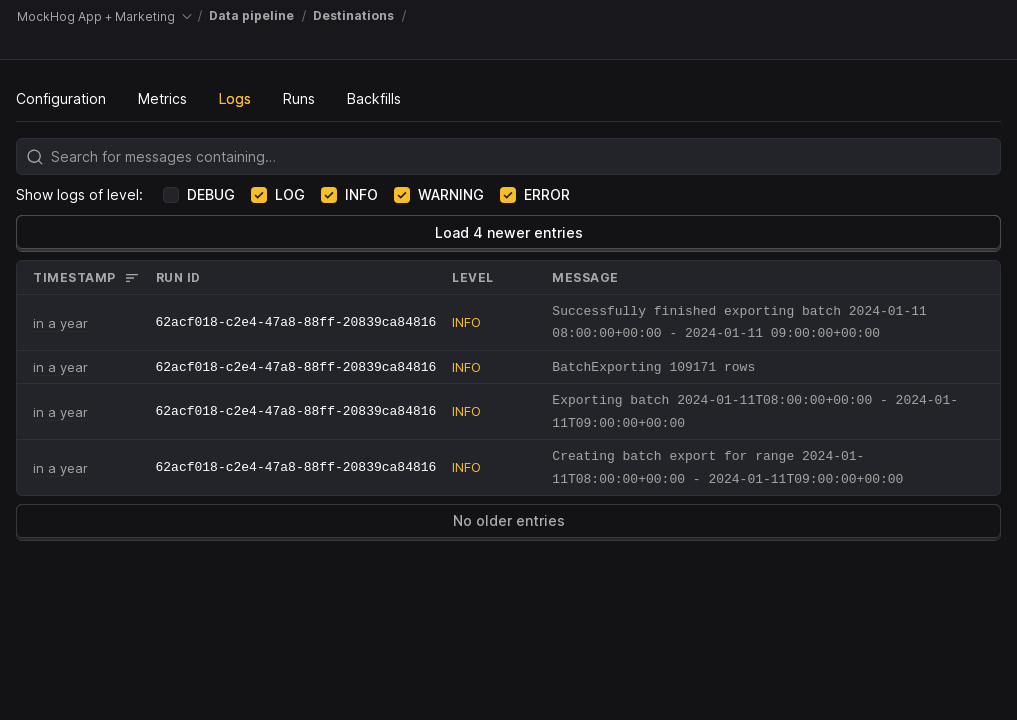 MockHog App + Marketing / Data pipeline / Destinations /
Configuration Metrics Logs Runs Backfills
Search for messages containing…
Show logs of level: DEBUG LOG INFO WARNING ERROR
Load 4 newer entries
TIMESTAMP RUN ID LEVEL MESSAGE
in a year 62acf018-c2e4-47a8-88ff-20839ca84816 INFO Successfully finished exporting batch 2024-01-11
08:00:00+00:00 - 2024-01-11 09:00:00+00:00
in a year 62acf018-c2e4-47a8-88ff-20839ca84816 INFO BatchExporting 109171 rows
in a year 62acf018-c2e4-47a8-88ff-20839ca84816 INFO Exporting batch 2024-01-11T08:00:00+00:00 - 2024-01-
11T09:00:00+00:00
in a year 62acf018-c2e4-47a8-88ff-20839ca84816 INFO Creating batch export for range 2024-01-
11T08:00:00+00:00 - 2024-01-11T09:00:00+00:00
No older entries